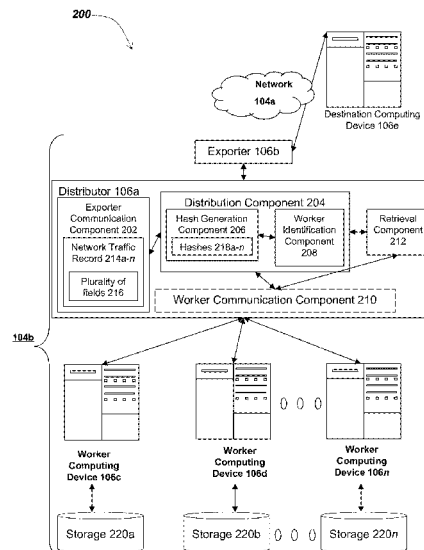 200
Network
104a
Destination Computing
Device 106e
Exporter 106b
Distributor 106a
Exporter
Communication
Component 202
Network Traffic
Record 214a-n
Plurality of
fields 216
Distribution Component 204
Hash Generation
Component 206
Hashes 218a-n
Worker
Identification
Component
208
Retrieval
Component
212
Worker Communication Component 210
104b
Worker
Computing
Device 106c
Worker
Computing
Device 106d
Worker
Computing
Device 106n
Storage 220a
Storage 220b
Storage 220n